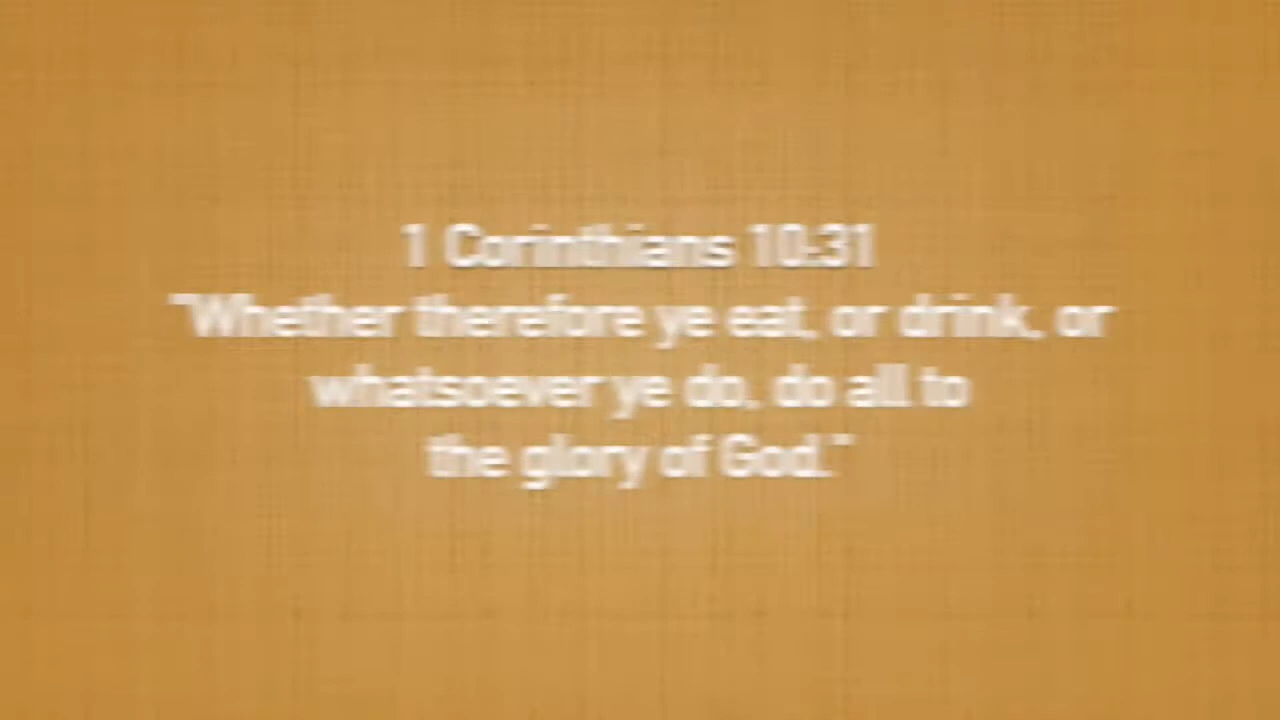 1 Corinthians 10:31
"Whether therefore ye eat, or drink, or
whatsoever ye do, do all to
the glory of God."